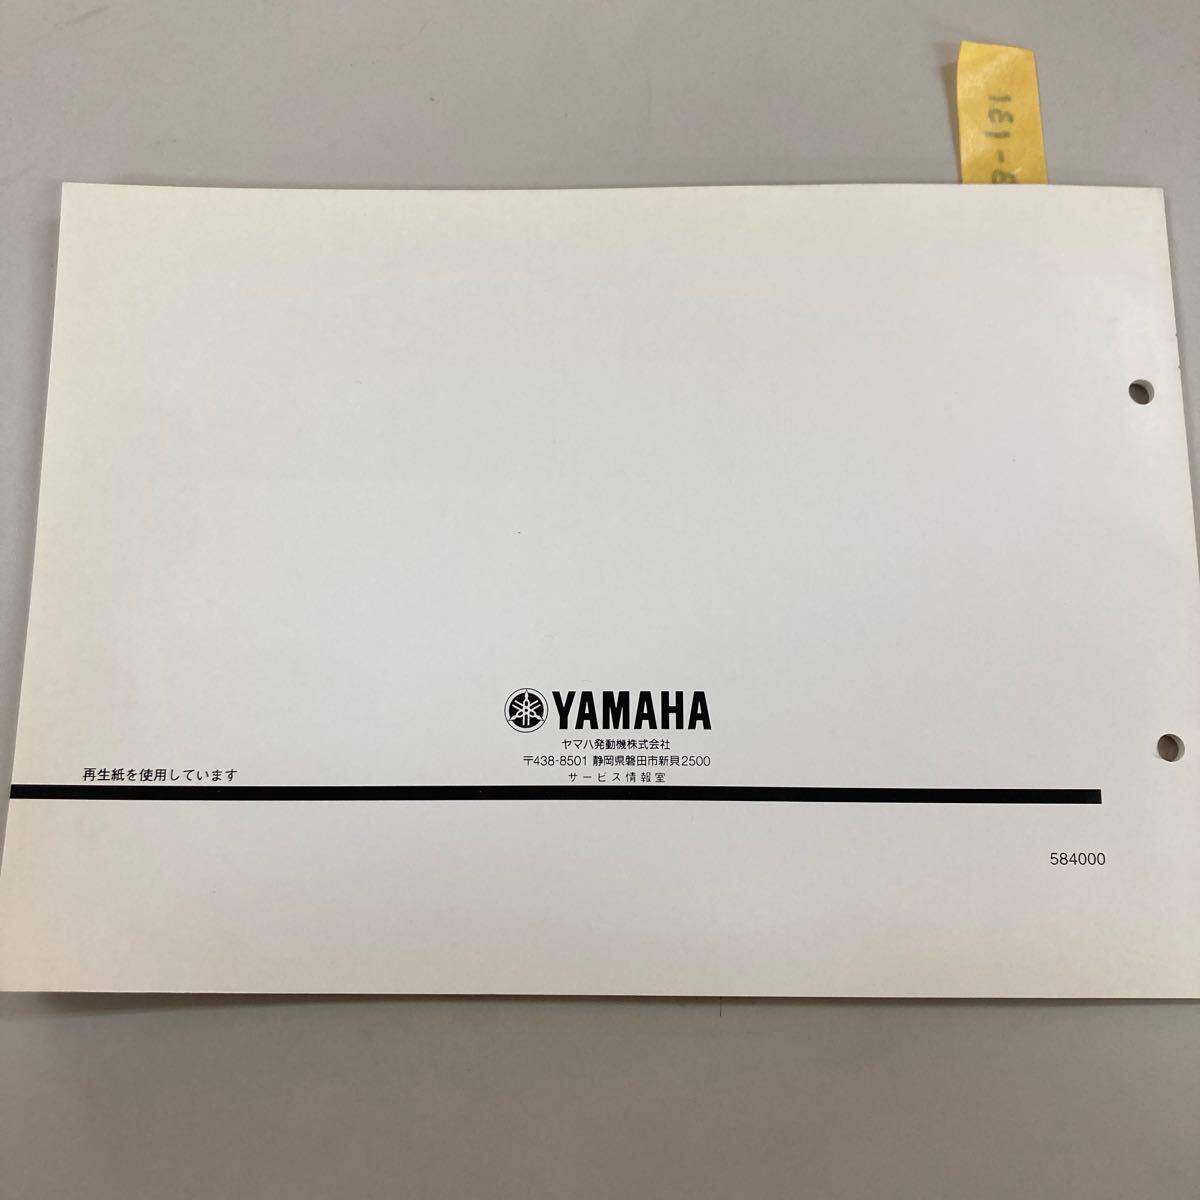 YAMAHA
ヤマハ発動機株式会社
〒438-8501 静岡県磐田市新貝2500
サービス情報室
再生紙を使用しています
584000